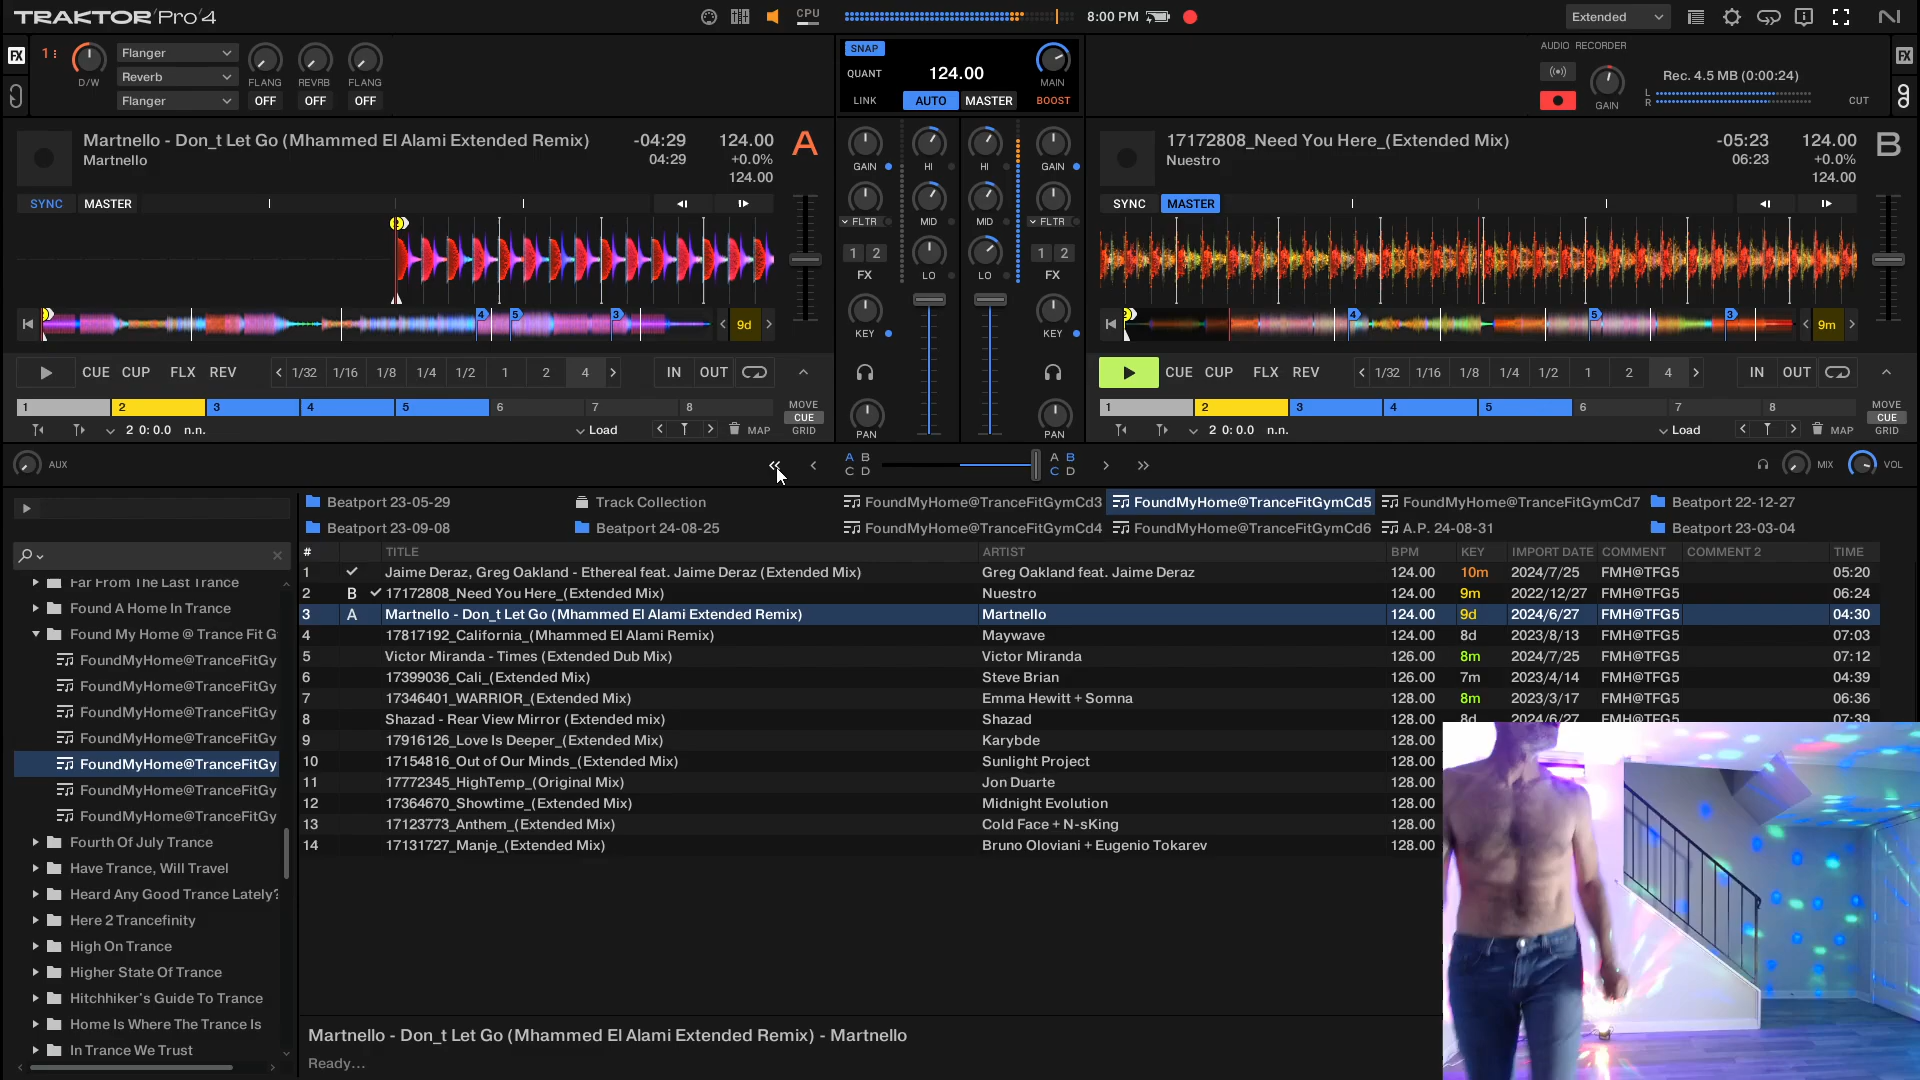 TRAKTOR Pro 4
CPU
8:00 PM
Extended
FX
1
D/W
Flanger
Reverb
Flanger
FLANG
REVRB
FLANG
OFF
OFF
OFF
SNAP
QUANT
124.00
MAIN
LINK
AUTO
MASTER
BOOST
AUDIO RECORDER
GAIN
Rec. 4.5 MB (0:00:24)
L
R
CUT
FX
Martnello - Don_t Let Go (Mhammed El Alami Extended Remix)
-04:29
124.00
A
Martnello
04:29
+0.0%
124.00
SYNC
MASTER
4
5
3
9d
CUE
CUP
FLX
REV
1/32
1/16
1/8
1/4
1/2
1
2
4
IN
OUT
1
2
3
4
5
6
7
8
MOVE
CUE
GRID
2 0: 0.0
n.n.
Load
MAP
GAIN
HI
HI
GAIN
FLTR
MID
MID
FLTR
1
2
LO
LO
1
2
FX
FX
KEY
KEY
PAN
PAN
17172808_Need You Here_(Extended Mix)
-05:23
124.00
B
Nuestro
06:23
+0.0%
124.00
SYNC
MASTER
4
5
3
9m
CUE
CUP
FLX
REV
1/32
1/16
1/8
1/4
1/2
1
2
4
IN
OUT
1
2
3
4
5
6
7
8
MOVE
CUE
GRID
2 0: 0.0
n.n.
Load
MAP
AUX
A B
C D
A B
C D
MIX
VOL
Beatport 23-05-29
Track Collection
FoundMyHome@TranceFitGymCd3
FoundMyHome@TranceFitGymCd5
FoundMyHome@TranceFitGymCd7
Beatport 22-12-27
Beatport 23-09-08
Beatport 24-08-25
FoundMyHome@TranceFitGymCd4
FoundMyHome@TranceFitGymCd6
A.P. 24-08-31
Beatport 23-03-04
Far From The Last Trance
Found A Home In Trance
Found My Home @ Trance Fit G
FoundMyHome@TranceFitGy
FoundMyHome@TranceFitGy
FoundMyHome@TranceFitGy
FoundMyHome@TranceFitGy
FoundMyHome@TranceFitGy
FoundMyHome@TranceFitGy
FoundMyHome@TranceFitGy
Fourth Of July Trance
Have Trance, Will Travel
Heard Any Good Trance Lately?
Here 2 Trancefinity
High On Trance
Higher State Of Trance
Hitchhiker's Guide To Trance
Home Is Where The Trance Is
In Trance We Trust
# TITLE ARTIST BPM KEY IMPORT DATE COMMENT COMMENT 2 TIME
1 Jaime Deraz, Greg Oakland - Ethereal feat. Jaime Deraz (Extended Mix) Greg Oakland feat. Jaime Deraz 124.00 10m 2024/7/25 FMH@TFG5 05:20
2 B 17172808_Need You Here_(Extended Mix) Nuestro 124.00 9m 2022/12/27 FMH@TFG5 06:24
3 A Martnello - Don_t Let Go (Mhammed El Alami Extended Remix) Martnello 124.00 9d 2024/6/27 FMH@TFG5 04:30
4 17817192_California_(Mhammed El Alami Remix) Maywave 124.00 8d 2023/8/13 FMH@TFG5 07:03
5 Victor Miranda - Times (Extended Dub Mix) Victor Miranda 126.00 8m 2024/7/25 FMH@TFG5 07:12
6 17399036_Cali_(Extended Mix) Steve Brian 126.00 7m 2023/4/14 FMH@TFG5 04:39
7 17346401_WARRIOR_(Extended Mix) Emma Hewitt + Somna 128.00 8m 2023/3/17 FMH@TFG5 06:36
8 Shazad - Rear View Mirror (Extended mix) Shazad 128.00 8d 2024/6/27 FMH@TFG5 07:39
9 17916126_Love Is Deeper_(Extended Mix) Karybde 128.00
10 17154816_Out of Our Minds_(Extended Mix) Sunlight Project 128.00
11 17772345_HighTemp_(Original Mix) Jon Duarte 128.00
12 17364670_Showtime_(Extended Mix) Midnight Evolution 128.00
13 17123773_Anthem_(Extended Mix) Cold Face + N-sKing 128.00
14 17131727_Manje_(Extended Mix) Bruno Oloviani + Eugenio Tokarev 128.00
Martnello - Don_t Let Go (Mhammed El Alami Extended Remix) - Martnello
Ready...